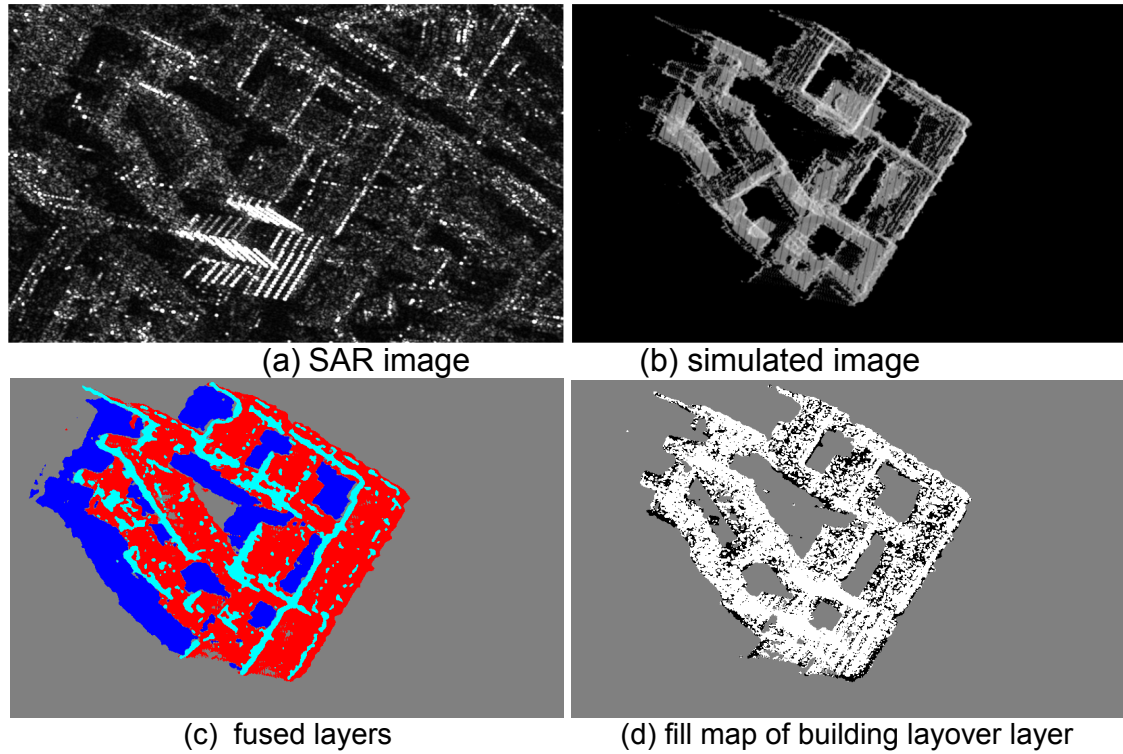 (a) SAR image
(b) simulated image
(c) fused layers
(d) fill map of building layover layer